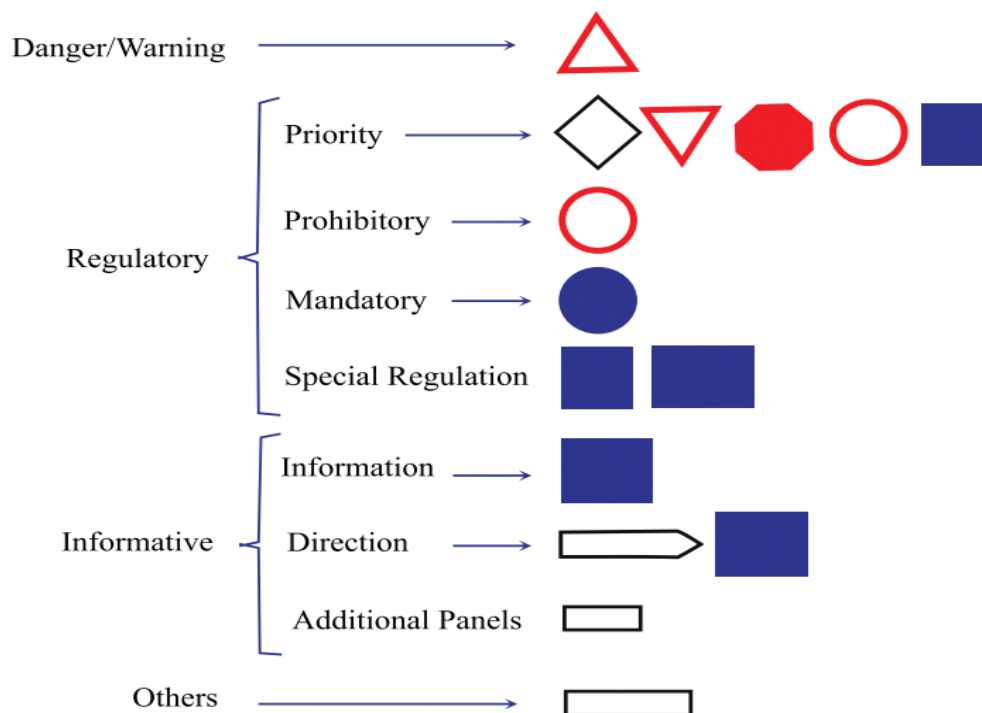 Danger/Warning
Priority
Prohibitory
Regulatory
Mandatory
Special Regulation
Information
Informative
Direction
Additional Panels
Others